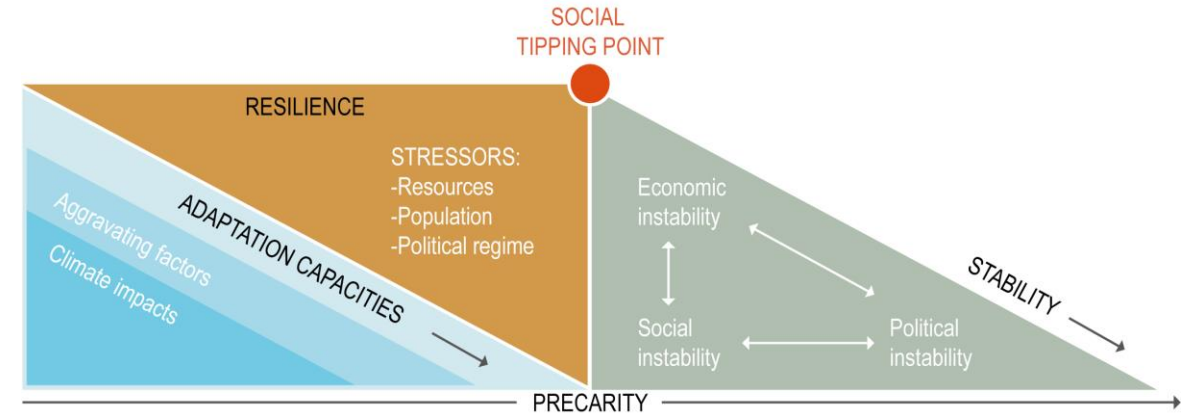 SOCIAL
TIPPING POINT
RESILIENCE
STRESSORS:
-Resources
-Population
-Political regime
ADAPTATION CAPACITIES
Aggravating factors
Climate impacts
Economic
instability
Social
instability
Political
instability
STABILITY
PRECARITY